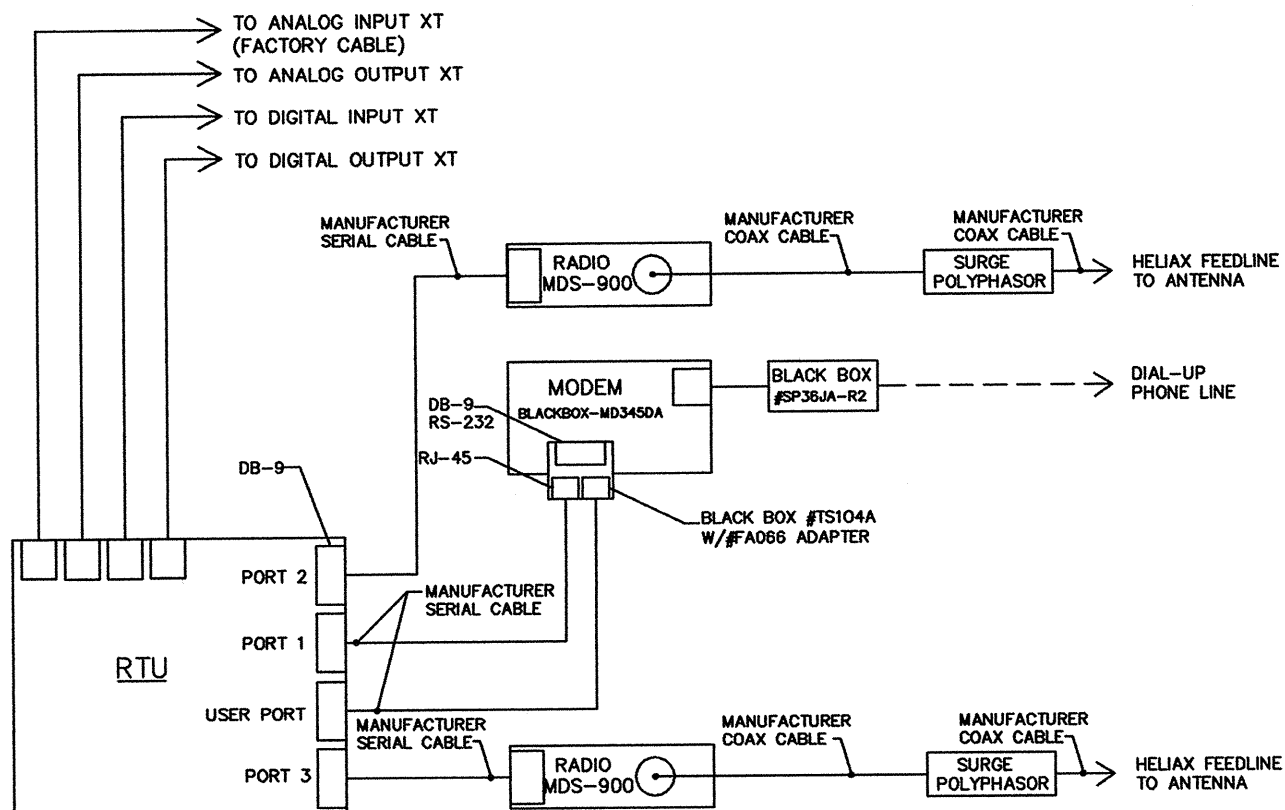 TO ANALOG INPUT XT
(FACTORY CABLE)
TO ANALOG OUTPUT XT
TO DIGITAL INPUT XT
TO DIGITAL OUTPUT XT
MANUFACTURER
SERIAL CABLE
RADIO
MDS-900
MANUFACTURER
COAX CABLE
MANUFACTURER
COAX CABLE
SURGE
POLYPHASOR
HELIAX FEEDLINE
TO ANTENNA
MODEM
BLACKBOX-MD345DA
BLACK BOX
#SP36JA-R2
DIAL-UP
PHONE LINE
DB-9
RS-232
RJ-45
BLACK BOX #TS104A
W/#FA066 ADAPTER
DB-9
PORT 2
MANUFACTURER
SERIAL CABLE
PORT 1
RTU
USER PORT
MANUFACTURER
SERIAL CABLE
PORT 3
RADIO
MDS-900
MANUFACTURER
COAX CABLE
MANUFACTURER
COAX CABLE
SURGE
POLYPHASOR
HELIAX FEEDLINE
TO ANTENNA